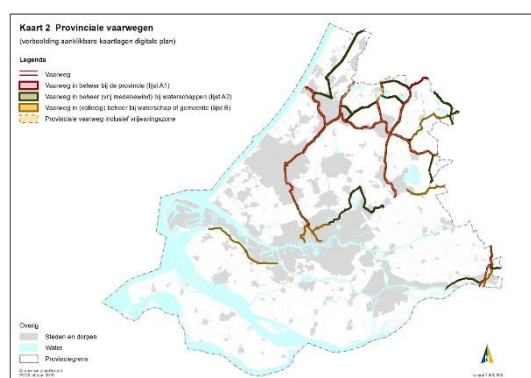 Kaart 2 Provinciale vaarwegen
(verbeelding aanklikbare kaartlagen digitale plan)
Legenda
Vaarweg
Vaarweg in beheer bij de provincie (lijst A1)
Vaarweg in beheer (vrij medebewind) bij waterschappen (lijst A2)
Vaarweg in (volledig) beheer bij waterschap of gemeente (lijst B)
Provinciale vaarweg inclusief vrijwaringszone
Overig
Steden en dorpen
Water
Provinciegrens